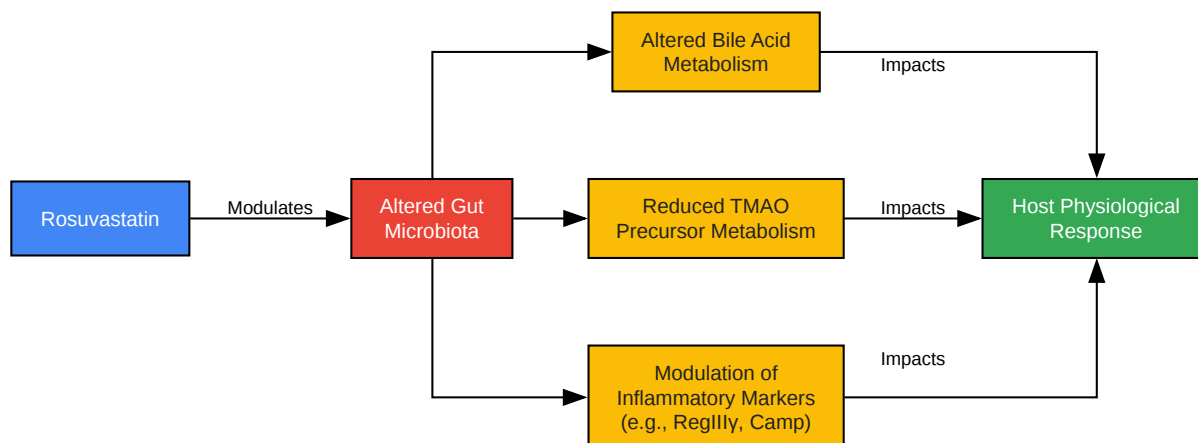 Altered Bile Acid
Metabolism
Impacts
Rosuvastatin
Modulates
Altered Gut
Microbiota
Reduced TMAO
Precursor Metabolism
Impacts
Host Physiological
Response
Modulation of
Inflammatory Markers
(e.g., RegIIIγ, Camp)
Impacts